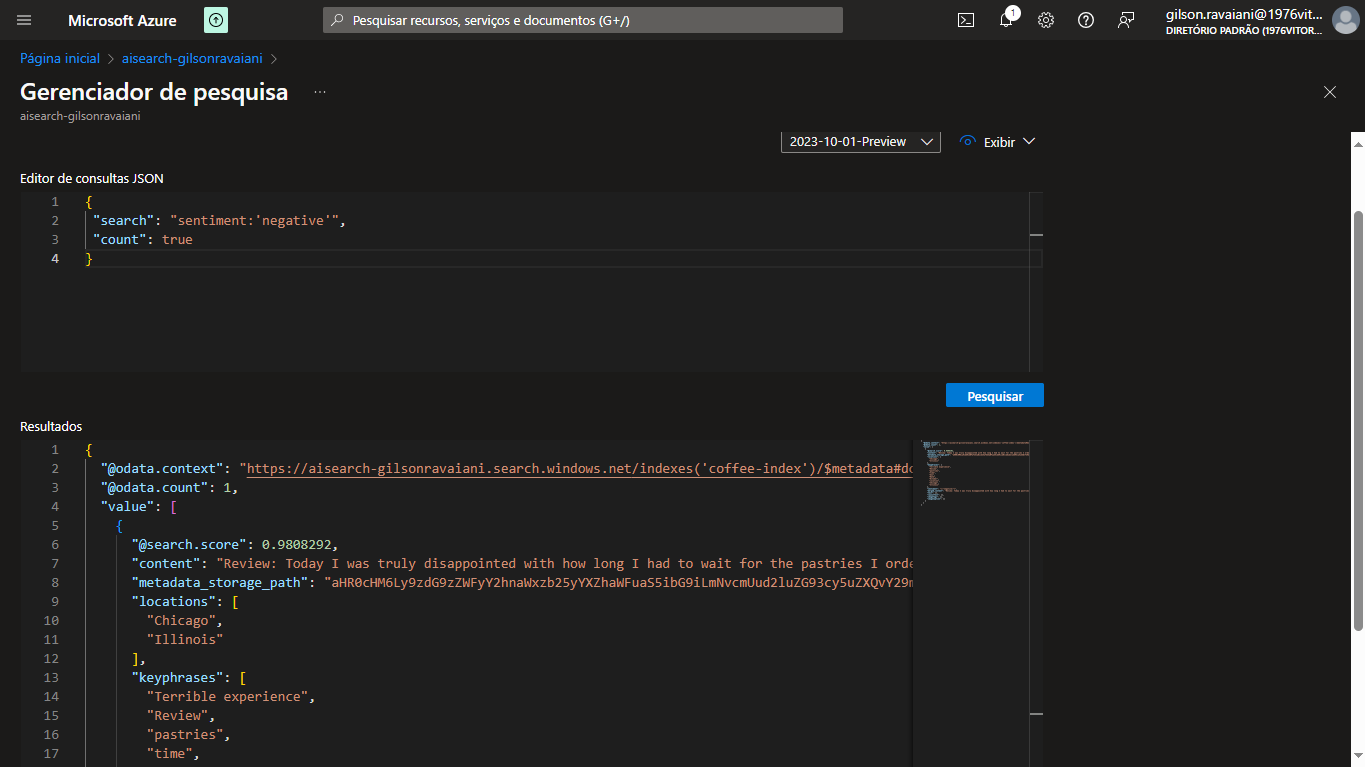 Microsoft Azure
Pesquisar recursos, serviços e documentos (G+/)
1
gilson.ravaiani@1976vit...
DIRETÓRIO PADRÃO (1976VITOR...
Página inicial > aisearch-gilsonravaiani >
Gerenciador de pesquisa ...
aisearch-gilsonravaiani
2023-10-01-Preview
Exibir
Editor de consultas JSON
1 {
2 "search": "sentiment:'negative'",
3 "count": true
4 }
Pesquisar
Resultados
1 {
2 "@odata.context": "https://aisearch-gilsonravaiani.search.windows.net/indexes('coffee-index')/$metadata#do
3 "@odata.count": 1,
4 "value": [
5 {
6 "@search.score": 0.9808292,
7 "content": "Review: Today I was truly disappointed with how long I had to wait for the pastries I orde
8 "metadata_storage_path":
9 "locations": [
10 "Chicago",
11 "Illinois"
12 ],
13 "keyphrases": [
14 "Terrible experience",
15 "Review",
16 "pastries",
17 "time",